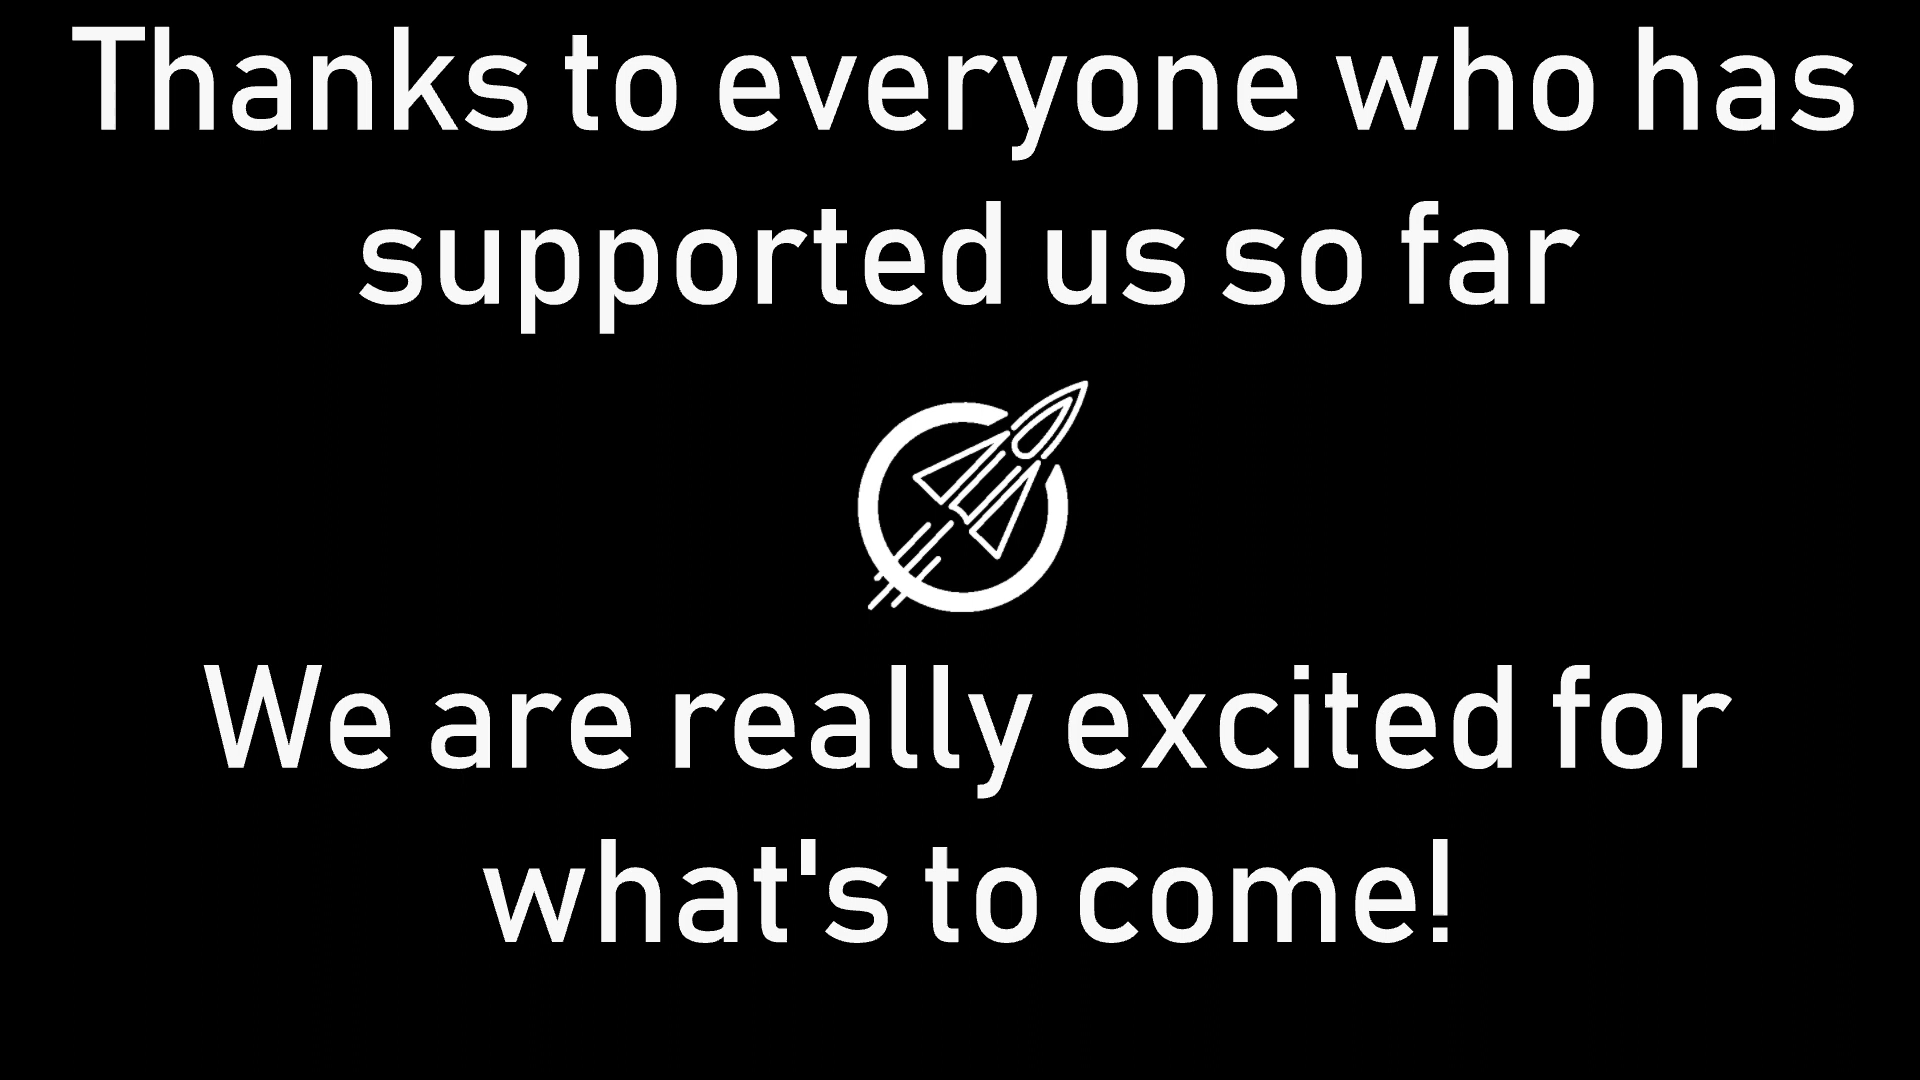 Thanks to everyone who has
supported us so far
We are really excited for
what's to come!